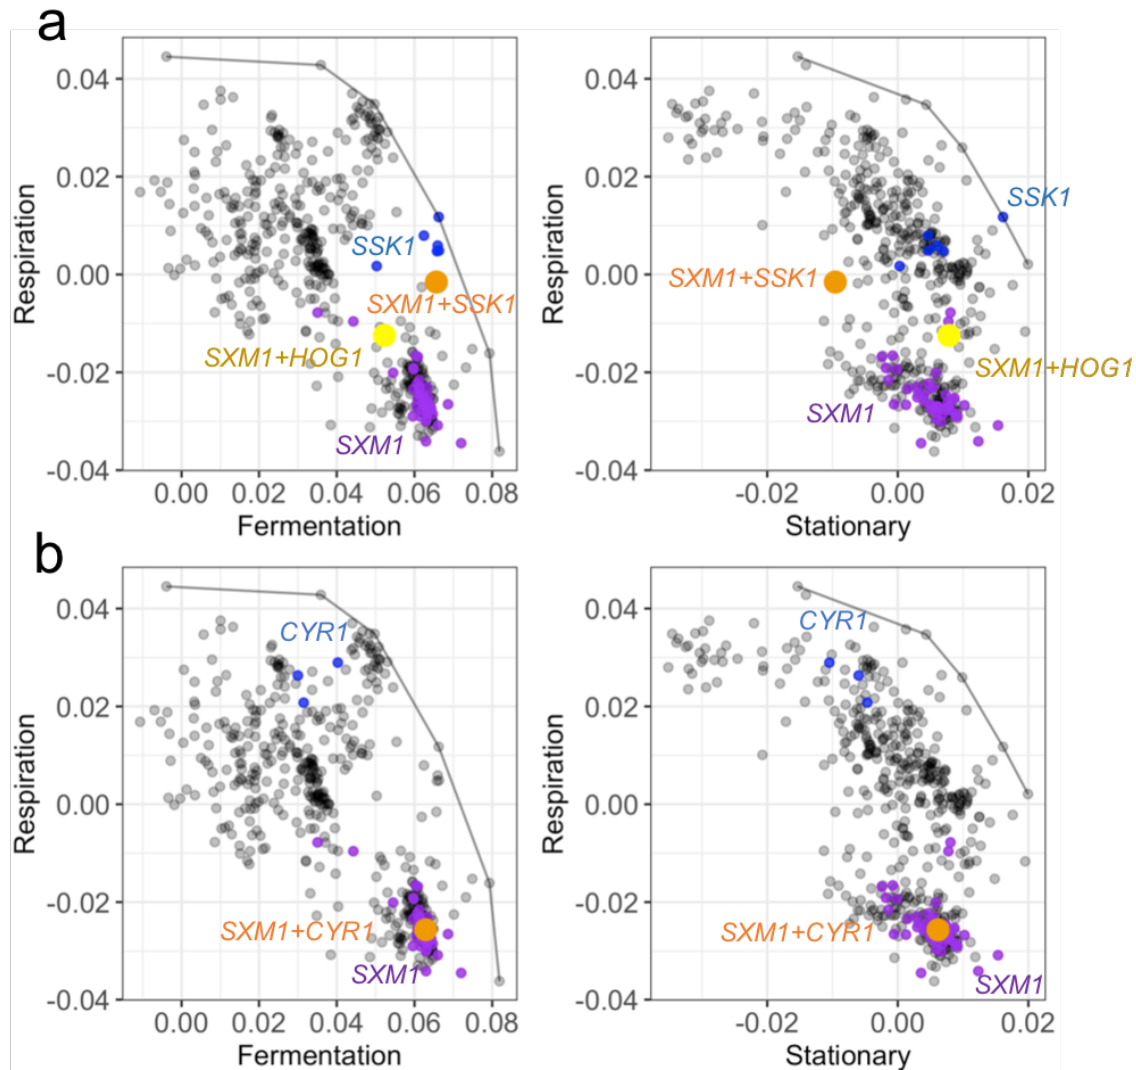 a
0.04
0.02
0.00
-0.02
-0.04
Respiration
SSK1
SXM1+SSK1
SXM1+HOG1
SXM1
0.00 0.02 0.04 0.06 0.08
Fermentation
0.04
0.02
0.00
-0.02
-0.04
Respiration
SSK1
SXM1+SSK1
SXM1+HOG1
SXM1
-0.02 0.00 0.02
Stationary
b
0.04
0.02
0.00
-0.02
-0.04
Respiration
CYR1
SXM1+CYR1
SXM1
0.00 0.02 0.04 0.06 0.08
Fermentation
0.04
0.02
0.00
-0.02
-0.04
Respiration
CYR1
SXM1+CYR1
SXM1
-0.02 0.00 0.02
Stationary